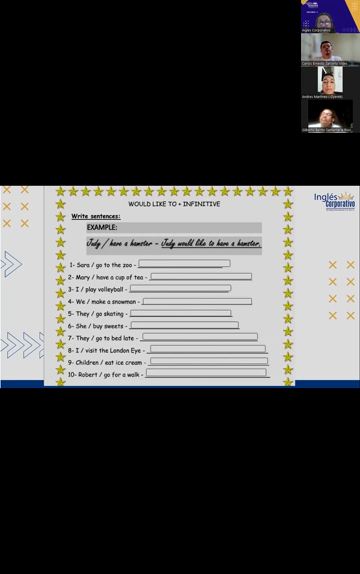 Inglés Corporativo
WOULD LIKE TO + INFINITIVE
Inglés
Corporativo
Write sentences:
EXAMPLE:
Judy / have a hamster - Judy would like to have a hamster.
1- Sara / go to the zoo -
2- Mary / have a cup of tea -
3- I / play volleyball -
4- We / make a snowman -
5- They / go skating -
6- She / buy sweets -
7- They / go to bed late -
8- I / visit the London Eye -
9- Children / eat ice cream -
10- Robert / go for a walk -